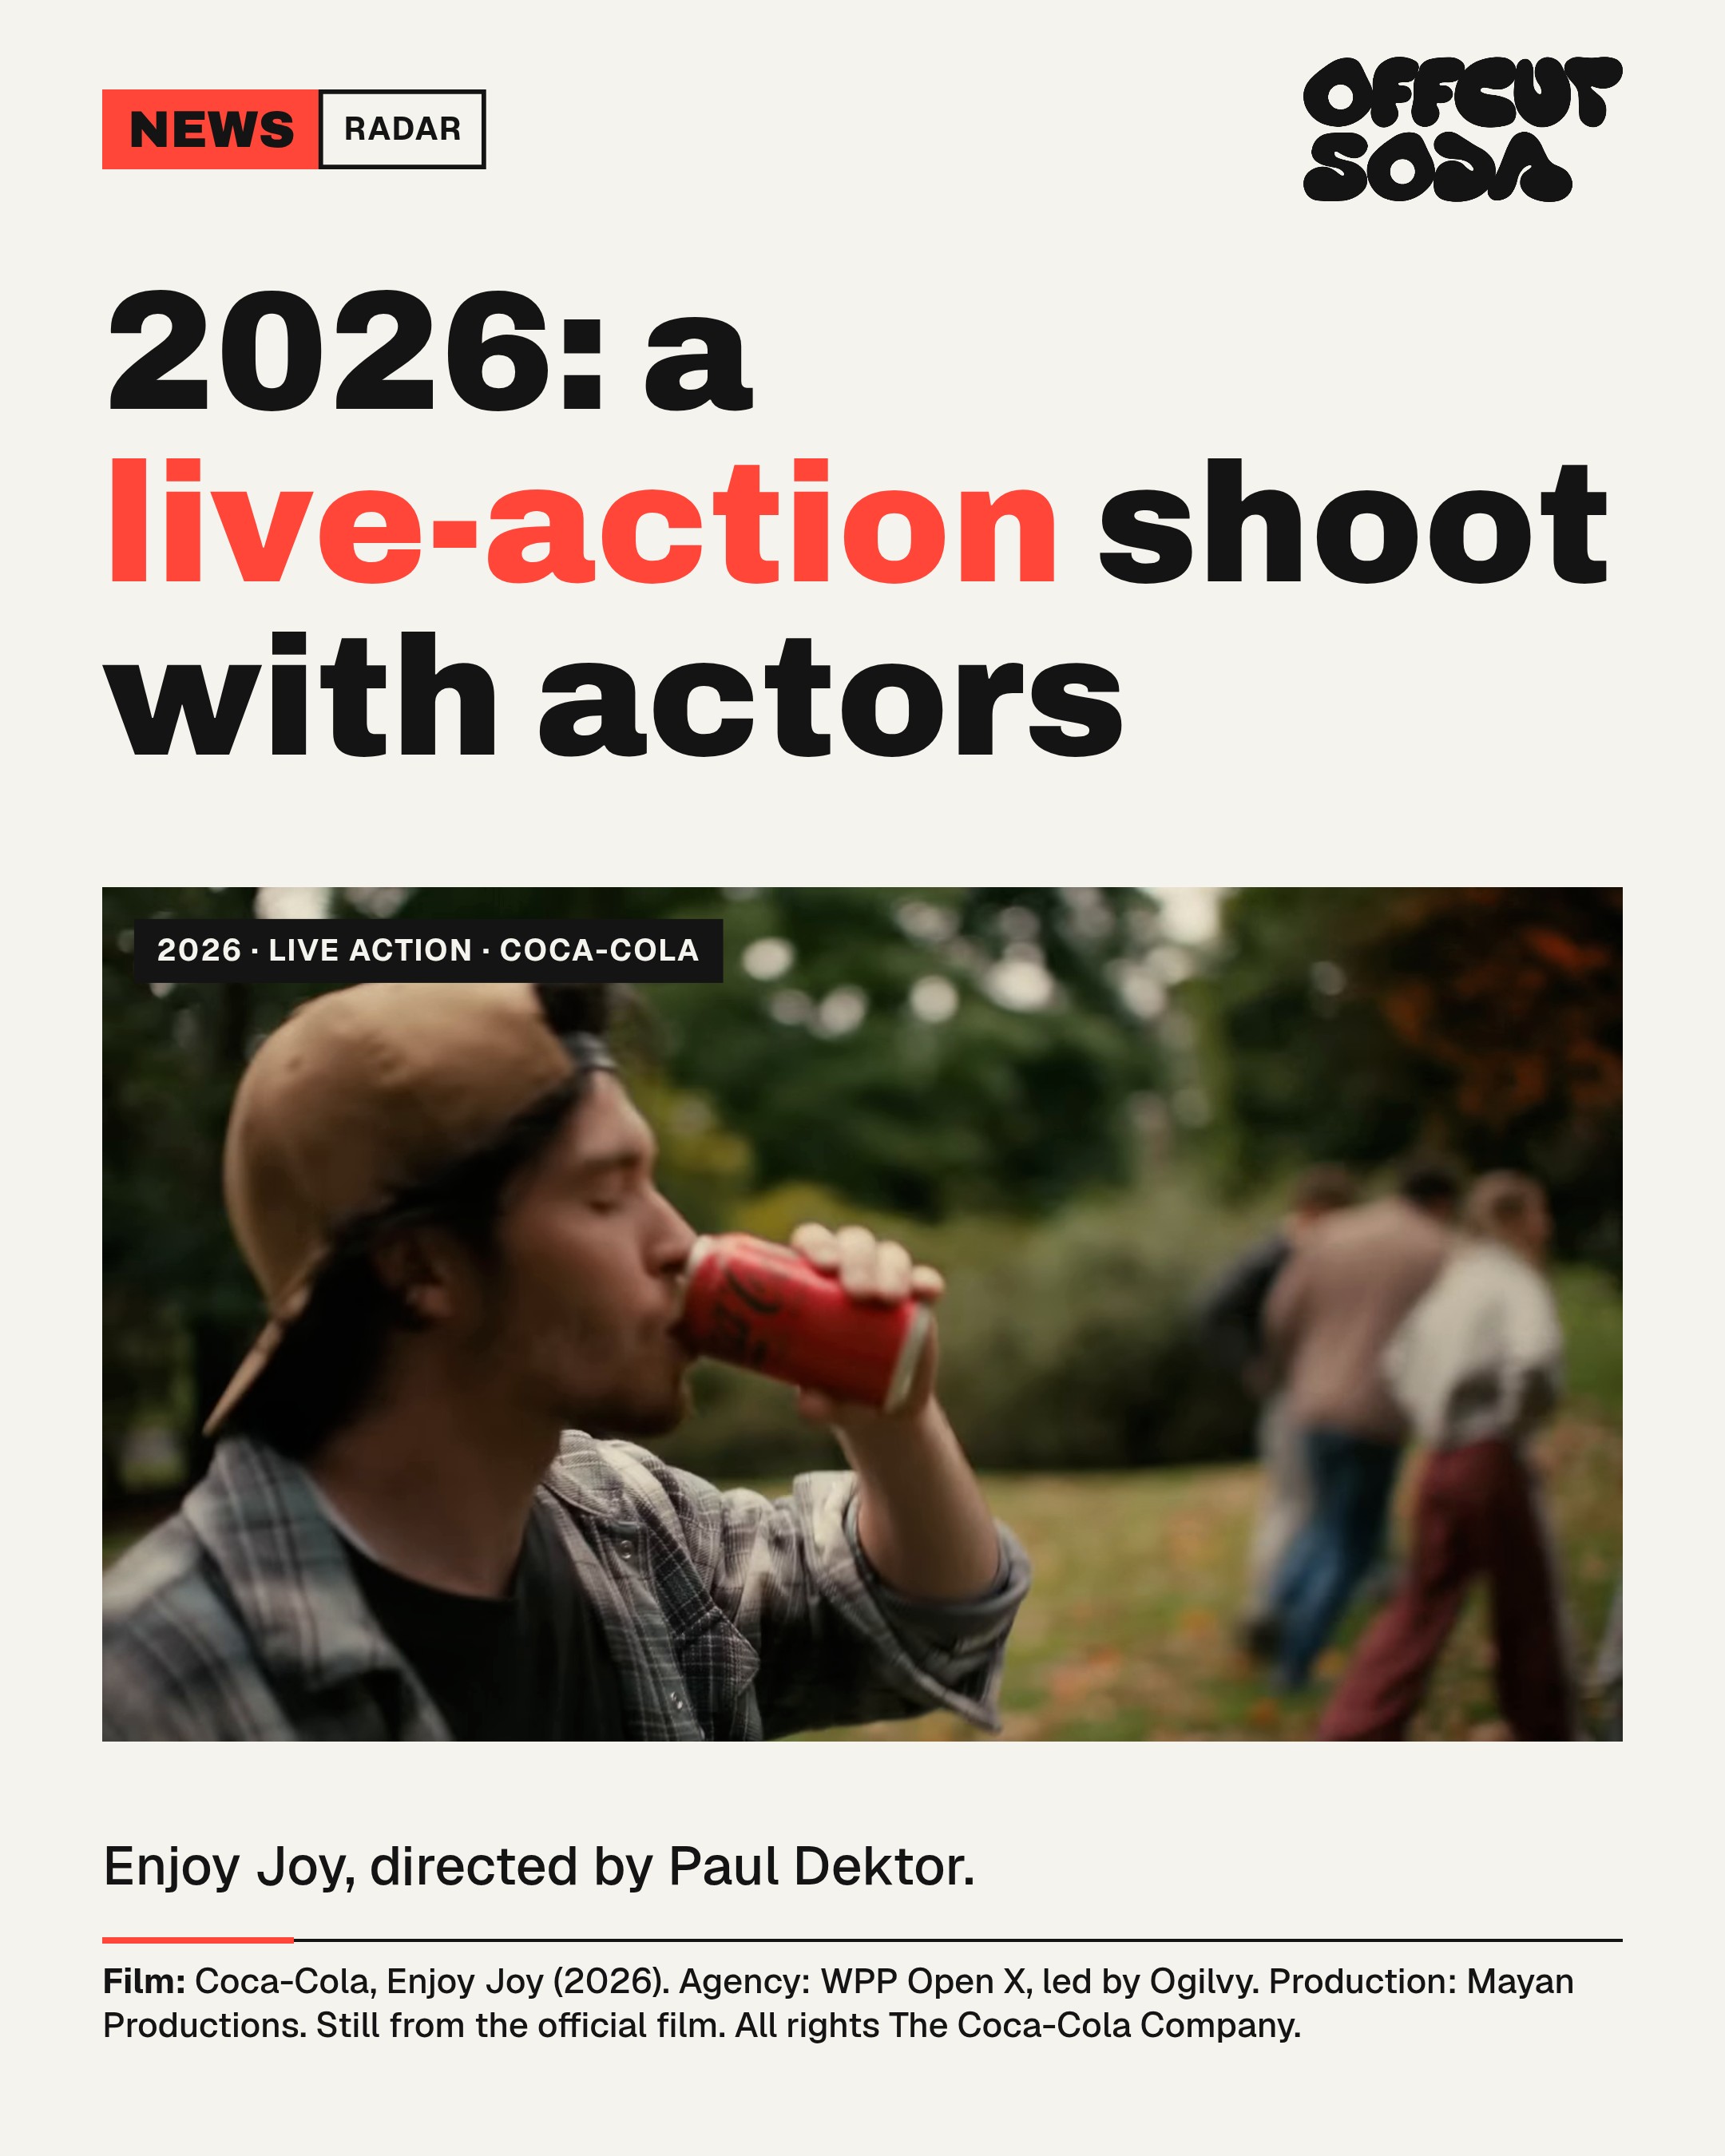 NEWS RADAR
OFFCUT
SODA
2026: a
live-action shoot
with actors
2026 · LIVE ACTION · COCA-COLA
Enjoy Joy, directed by Paul Dektor.
Film: Coca-Cola, Enjoy Joy (2026). Agency: WPP Open X, led by Ogilvy. Production: Mayan
Productions. Still from the official film. All rights The Coca-Cola Company.